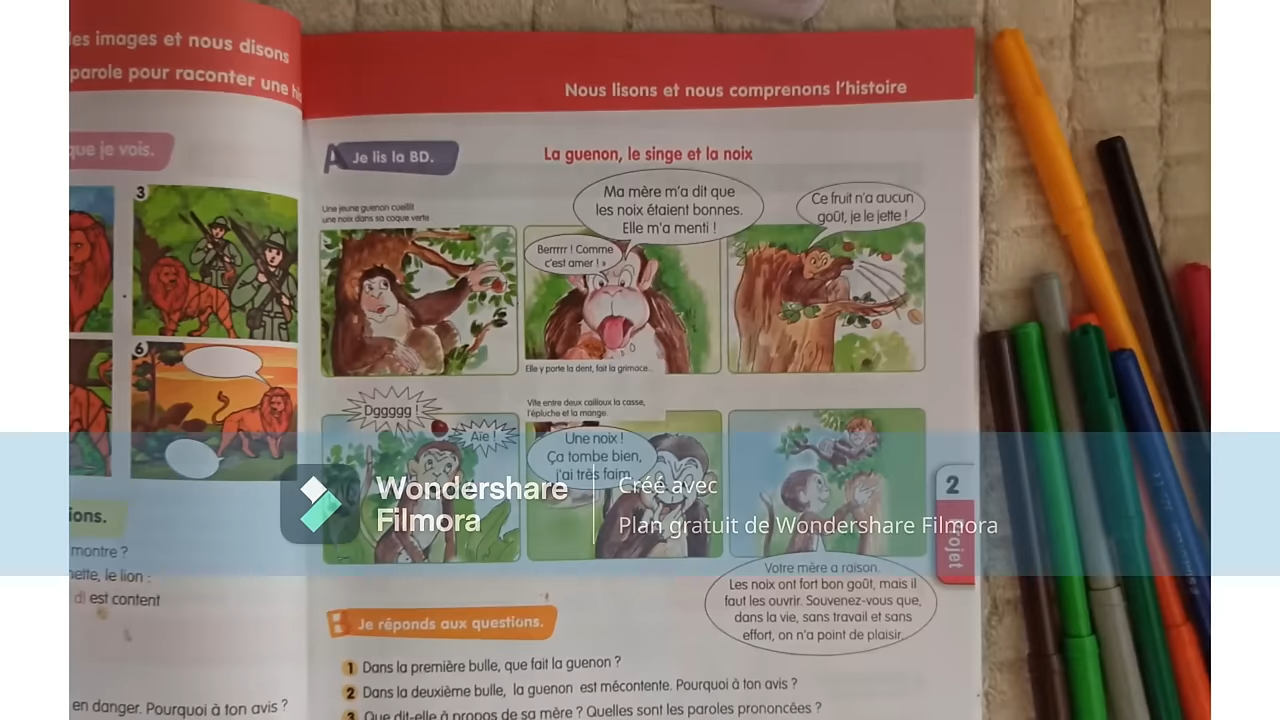 les images et nous disons
parole pour raconter une
que je vois.
3
6
ions.
montre ?
le lion :
est content
en danger. Pourquoi à ton avis ?
Nous lisons et nous comprenons l'histoire
A Je lis la BD.
La guenon, le singe et la noix
Une jeune guenon cueillit
une noix dans sa coque verte
Ma mère m'a dit que
les noix étaient bonnes.
Elle m'a menti !
Berrrrr ! Comme
c'est amer ! »
Ce fruit n'a aucun
goût, je le jette !
Elle y porte la dent, fait la grimace...
Dggggg !
Aïe !
Vite entre deux cailloux la casse,
l'épluche et la mange.
Une noix !
Ça tombe bien,
j'ai très faim.
Votre mère a raison.
Les noix ont fort bon goût, mais il
faut les ouvrir. Souvenez-vous que,
dans la vie, sans travail et sans
effort, on n'a point de plaisir.
2
Projet
Wondershare
Filmora
Créé avec
Plan gratuit de Wondershare Filmora
B Je réponds aux questions.
1 Dans la première bulle, que fait la guenon ?
2 Dans la deuxième bulle, la guenon est mécontente. Pourquoi à ton avis ?
3 Que dit-elle à propos de sa mère ? Quelles sont les paroles prononcées ?